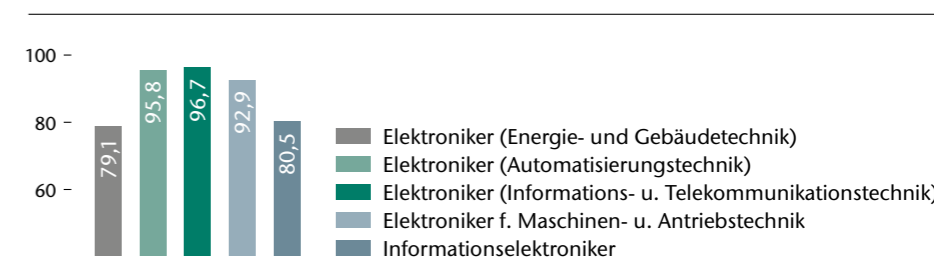 100
80
60
79,1
95,8
96,7
92,9
80,5
Elektroniker (Energie- und Gebäudetechnik)
Elektroniker (Automatisierungstechnik)
Elektroniker (Informations- u. Telekommunikationstechnik)
Elektroniker f. Maschinen- u. Antriebstechnik
Informationselektroniker